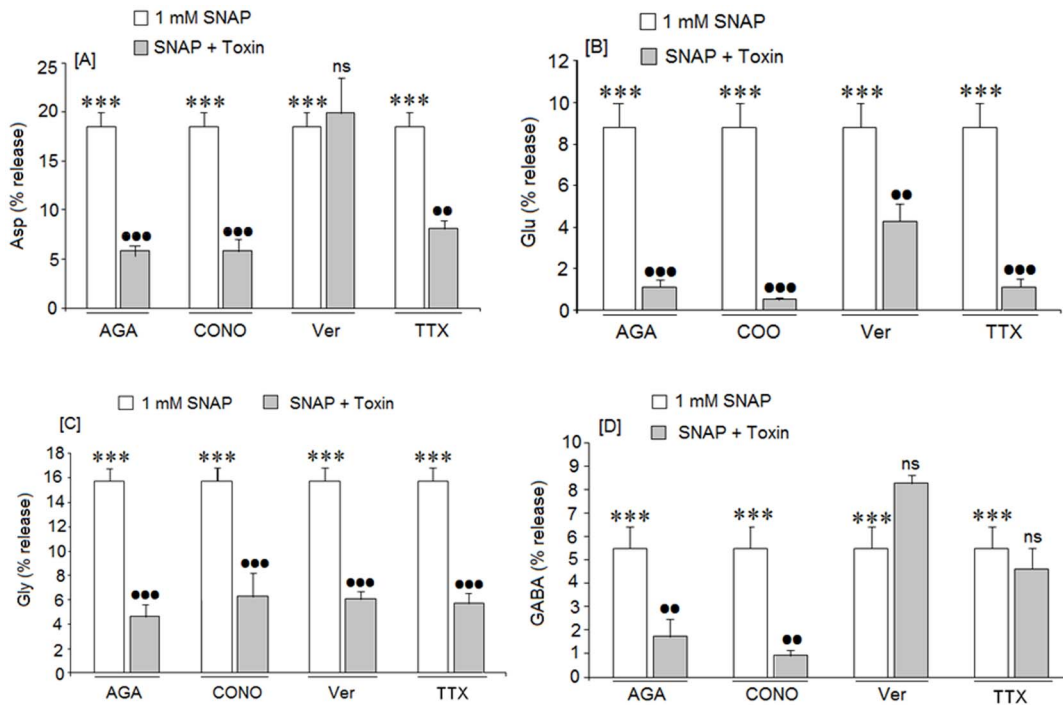 [A]
1 mM SNAP
SNAP + Toxin
Asp (% release)
25
20
15
10
5
0
*** *** *** ns ***
●●● ●●● ●●
AGA CONO Ver TTX
[B]
1 mM SNAP
SNAP + Toxin
Glu (% release)
12
10
8
6
4
2
0
*** *** *** ***
●●● ●●● ●● ●●●
AGA COO Ver TTX
[C]
1 mM SNAP SNAP + Toxin
Gly (% release)
18
16
14
12
10
8
6
4
2
0
*** *** *** ***
●●● ●●● ●●● ●●●
AGA CONO Ver TTX
[D]
1 mM SNAP
SNAP + Toxin
GABA (% release)
10
9
8
7
6
5
4
3
2
1
0
*** *** *** ns *** ns
●● ●●
AGA CONO Ver TTX